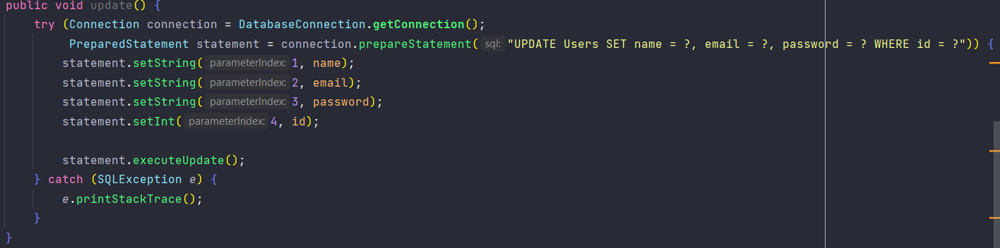 public void update() {
    try (Connection connection = DatabaseConnection.getConnection();
         PreparedStatement statement = connection.prepareStatement( sql: "UPDATE Users SET name = ?, email = ?, password = ? WHERE id = ?")) {
        statement.setString( parameterIndex: 1, name);
        statement.setString( parameterIndex: 2, email);
        statement.setString( parameterIndex: 3, password);
        statement.setInt( parameterIndex: 4, id);

        statement.executeUpdate();
    } catch (SQLException e) {
        e.printStackTrace();
    }
}